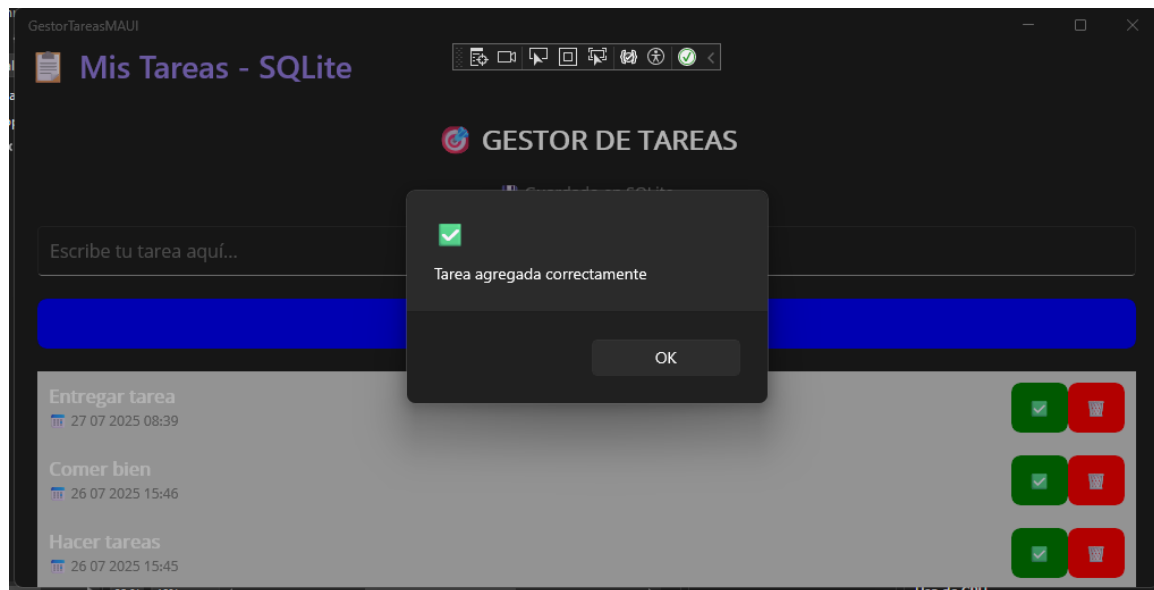 GestorTareasMAUI
Mis Tareas - SQLite
GESTOR DE TAREAS
Escribe tu tarea aquí...
Tarea agregada correctamente
OK
Entregar tarea
27 07 2025 08:39
Comer bien
26 07 2025 15:46
Hacer tareas
26 07 2025 15:45